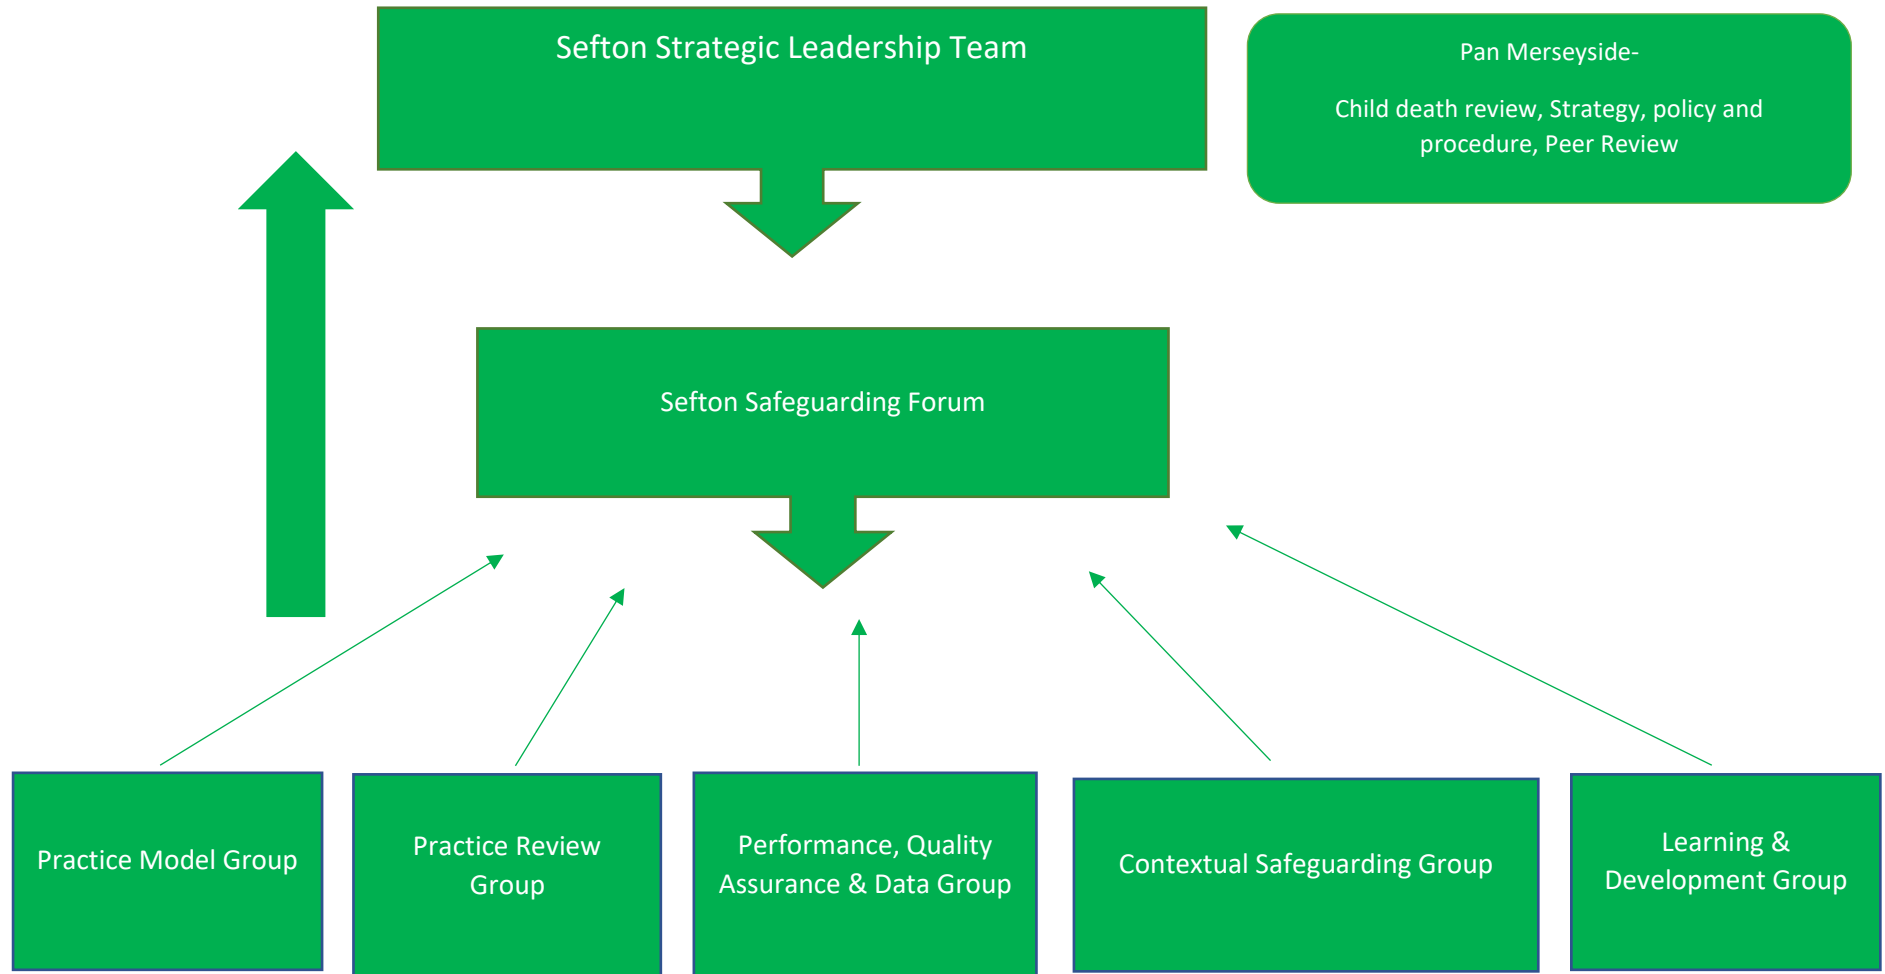 Sefton Strategic Leadership Team
Pan Merseyside-
Child death review, Strategy, policy and
procedure, Peer Review
Sefton Safeguarding Forum
Practice Model Group
Practice Review
Group
Performance, Quality
Assurance & Data Group
Contextual Safeguarding Group
Learning &
Development Group